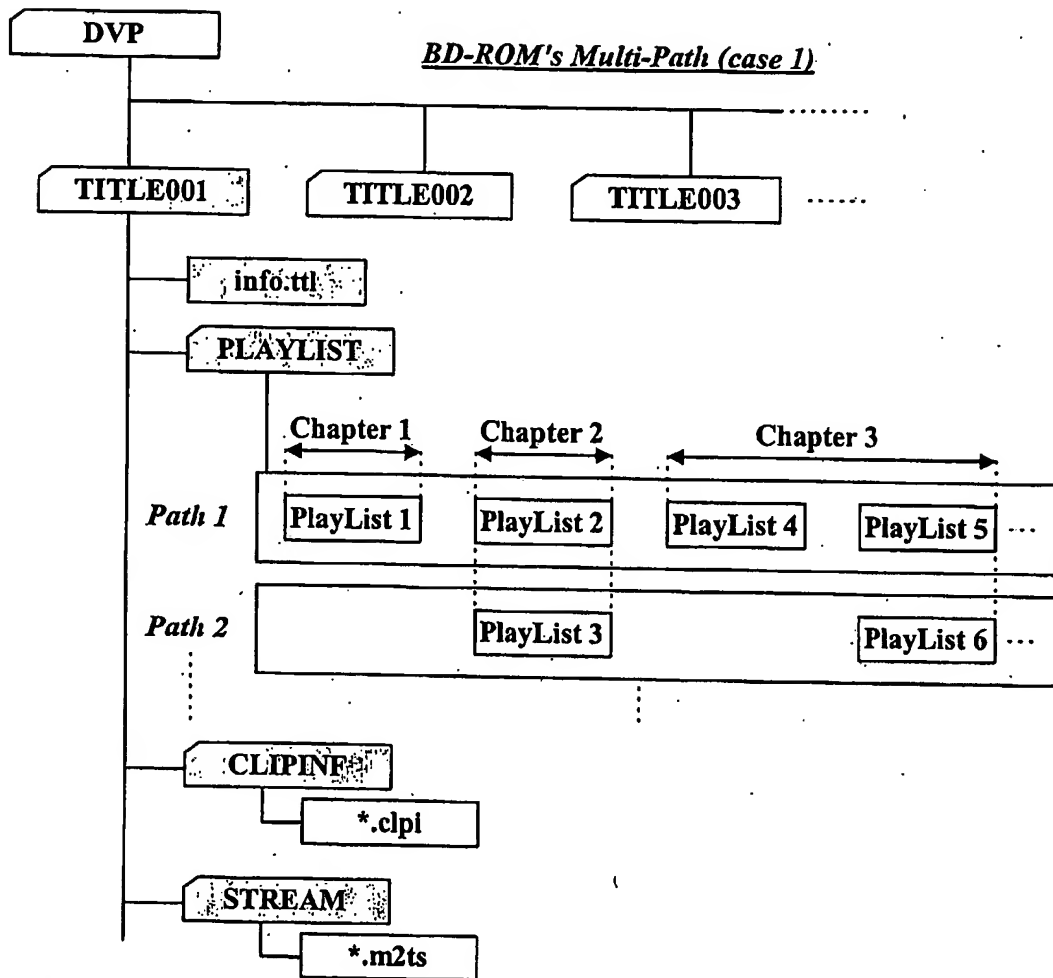 DVP
BD-ROM's Multi-Path (case 1)
TITLE001
TITLE002
TITLE003
info.ttl
PLAYLIST
Chapter 1
Chapter 2
Chapter 3
Path 1
PlayList 1
PlayList 2
PlayList 4
PlayList 5
Path 2
PlayList 3
PlayList 6
CLIPINF
*.clpi
STREAM
*.m2ts